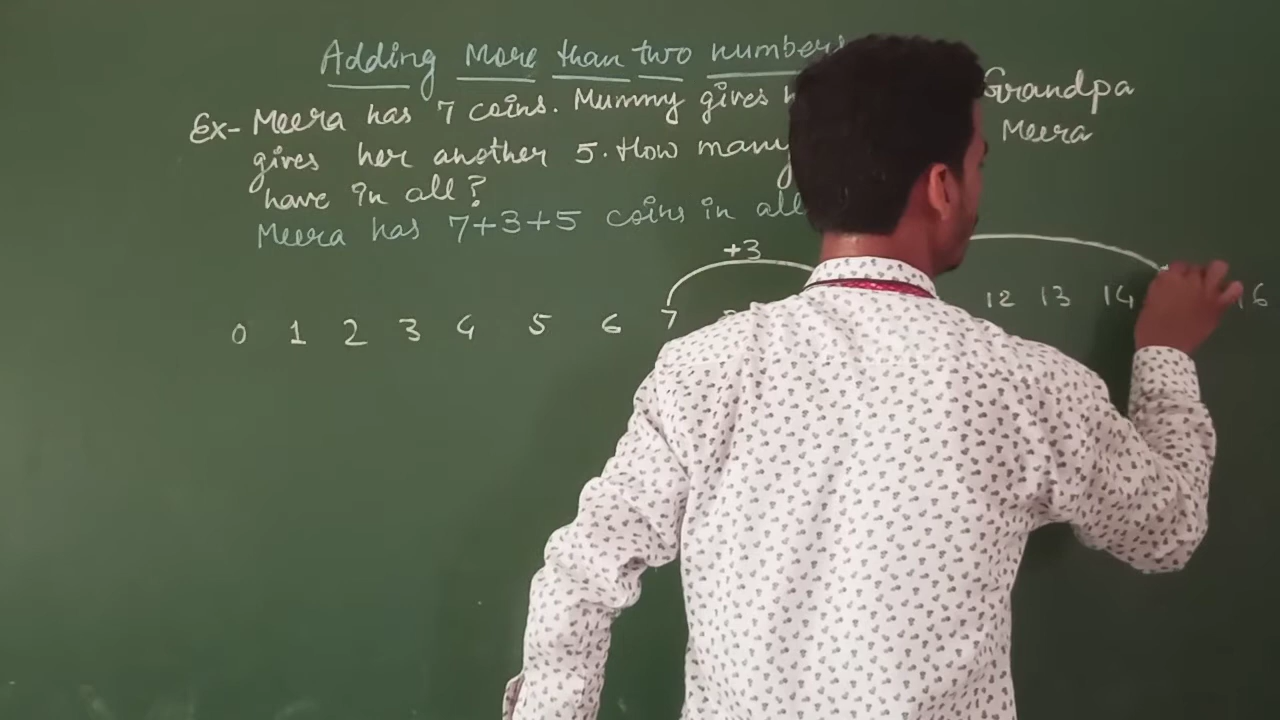 Adding More than two numbers
Ex- Meera has 7 coins. Mummy gives Grandpa
gives her another 5. How many Meera
have in all?
Meera has 7+3+5 coins in all
+3
0 1 2 3 4 5 6 7 12 13 14 16